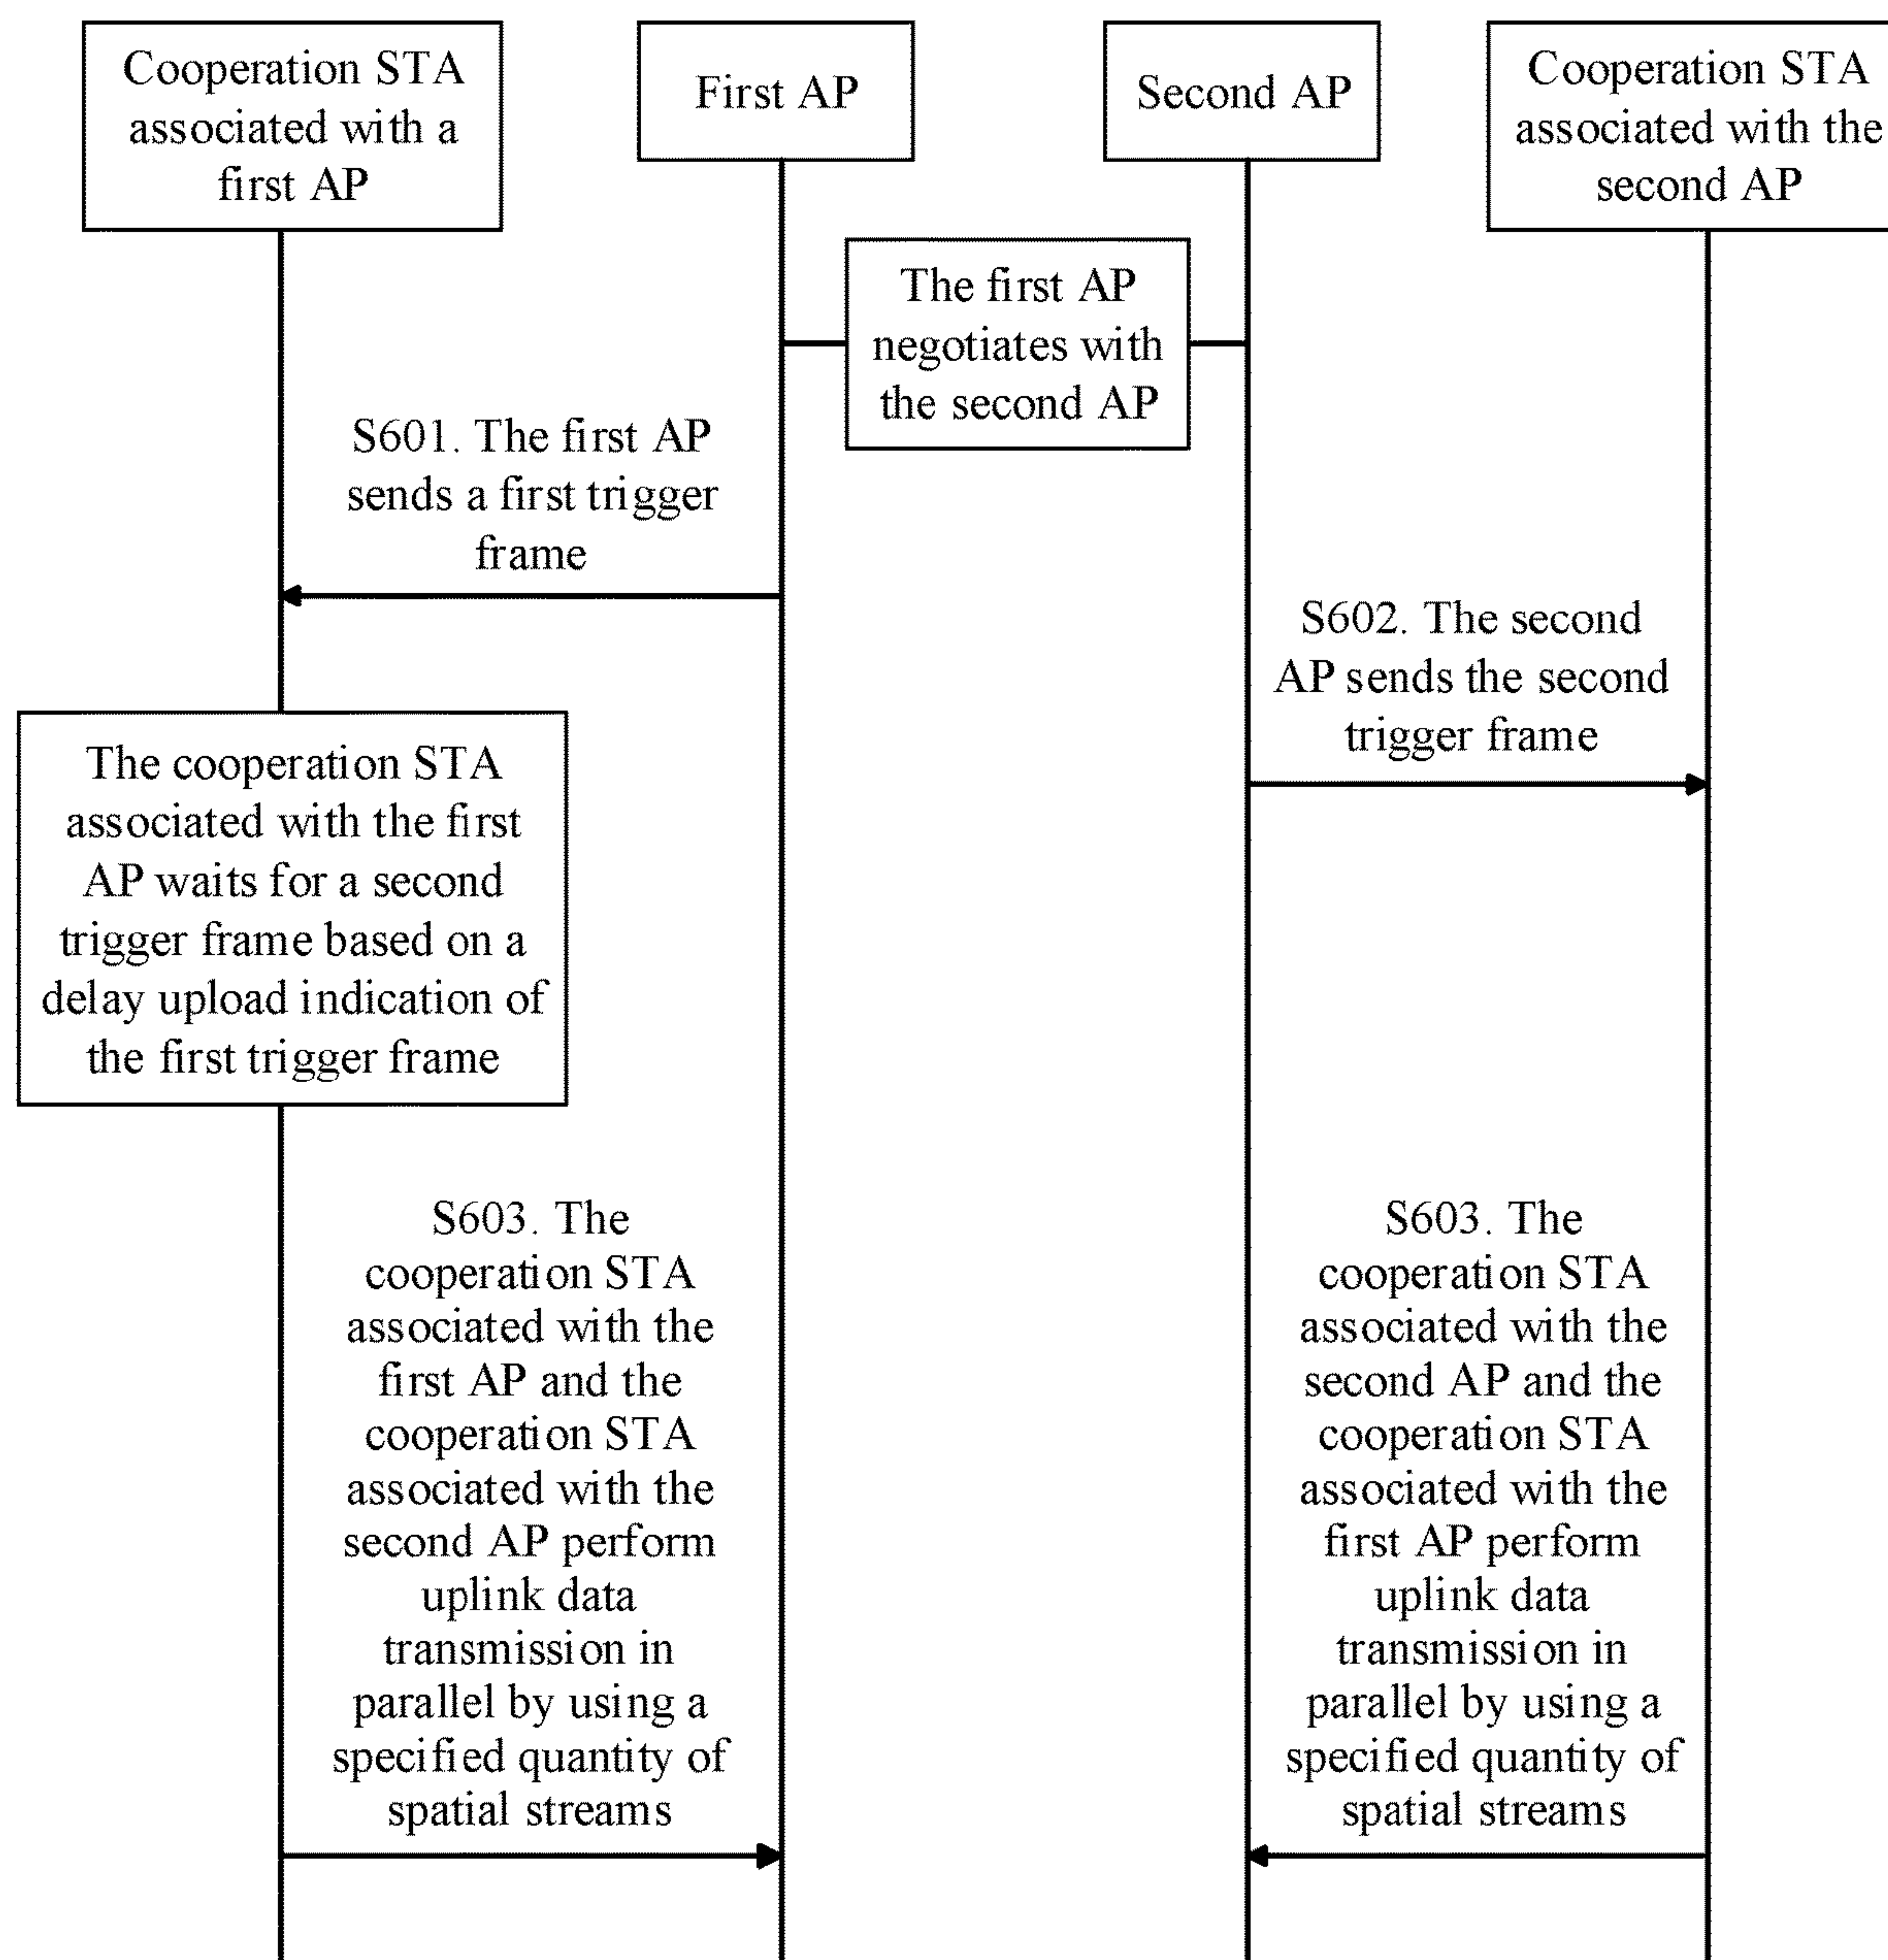 Cooperation STA
associated with a
first AP
First AP
Second AP
Cooperation STA
associated with the
second AP
The first AP
negotiates with
the second AP
S601. The first AP
sends a first trigger
frame
S602. The second
AP sends the second
trigger frame
The cooperation STA
associated with the first
AP waits for a second
trigger frame based on a
delay upload indication of
the first trigger frame
S603. The
cooperation STA
associated with the
first AP and the
cooperation STA
associated with the
second AP perform
uplink data
transmission in
parallel by using a
specified quantity of
spatial streams
S603. The
cooperation STA
associated with the
second AP and the
cooperation STA
associated with the
first AP perform
uplink data
transmission in
parallel by using a
specified quantity of
spatial streams